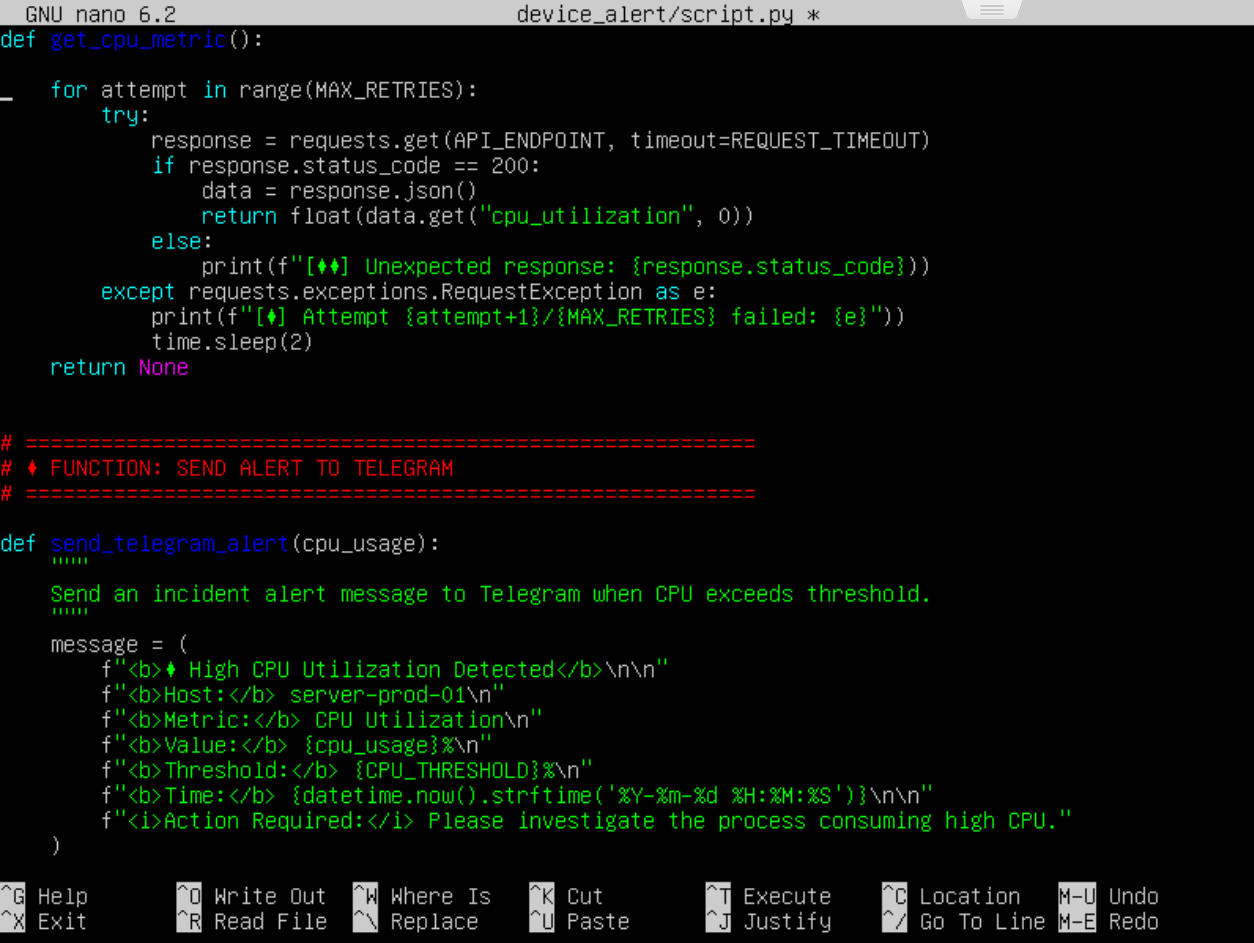 GNU nano 6.2 device_alert/script.py *
def get_cpu_metric():
    for attempt in range(MAX_RETRIES):
        try:
            response = requests.get(API_ENDPOINT, timeout=REQUEST_TIMEOUT)
            if response.status_code == 200:
                data = response.json()
                return float(data.get("cpu_utilization", 0))
            else:
                print(f"[♦♦] Unexpected response: {response.status_code}))
        except requests.exceptions.RequestException as e:
            print(f"[♦] Attempt {attempt+1}/{MAX_RETRIES} failed: {e}"))
            time.sleep(2)
    return None
# ==========================================================
# ♦ FUNCTION: SEND ALERT TO TELEGRAM
# ==========================================================
def send_telegram_alert(cpu_usage):
    """
    Send an incident alert message to Telegram when CPU exceeds threshold.
    """
    message = (
        f"<b>♦ High CPU Utilization Detected</b>\n\n"
        f"<b>Host:</b> server-prod-01\n"
        f"<b>Metric:</b> CPU Utilization\n"
        f"<b>Value:</b> {cpu_usage}%\n"
        f"<b>Threshold:</b> {CPU_THRESHOLD}%\n"
        f"<b>Time:</b> {datetime.now().strftime('%Y-%m-%d %H:%M:%S')}\n\n"
        f"<i>Action Required:</i> Please investigate the process consuming high CPU."
    )
^G Help ^O Write Out ^W Where Is ^K Cut ^T Execute ^C Location M-U Undo
^X Exit ^R Read File ^\ Replace ^U Paste ^J Justify ^/ Go To Line M-E Redo